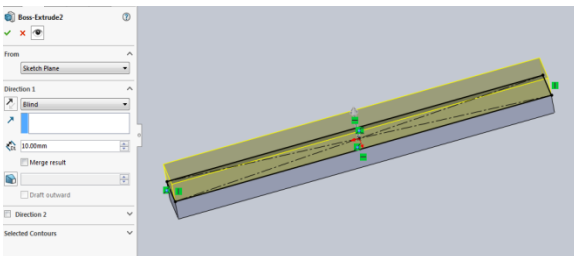 Boss-Extrude2
From
Sketch Plane
Direction 1
Blind
10.00mm
Merge result
Draft outward
Direction 2
Selected Contours